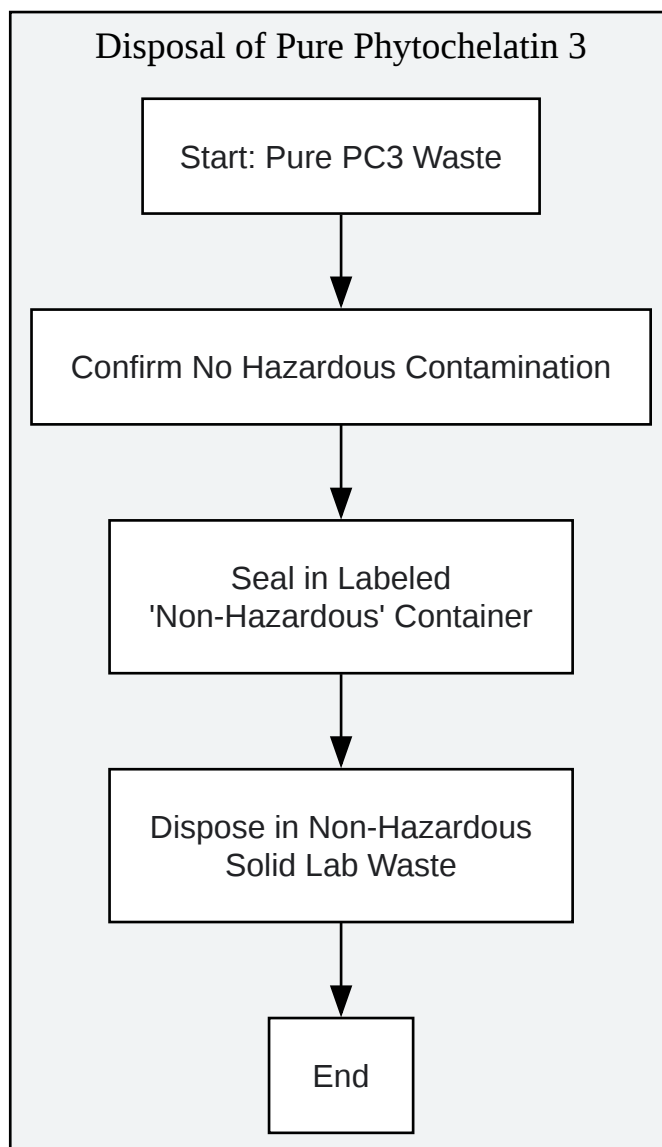 Disposal of Pure Phytochelatin 3
Start: Pure PC3 Waste
Confirm No Hazardous Contamination
Seal in Labeled
'Non-Hazardous' Container
Dispose in Non-Hazardous
Solid Lab Waste
End